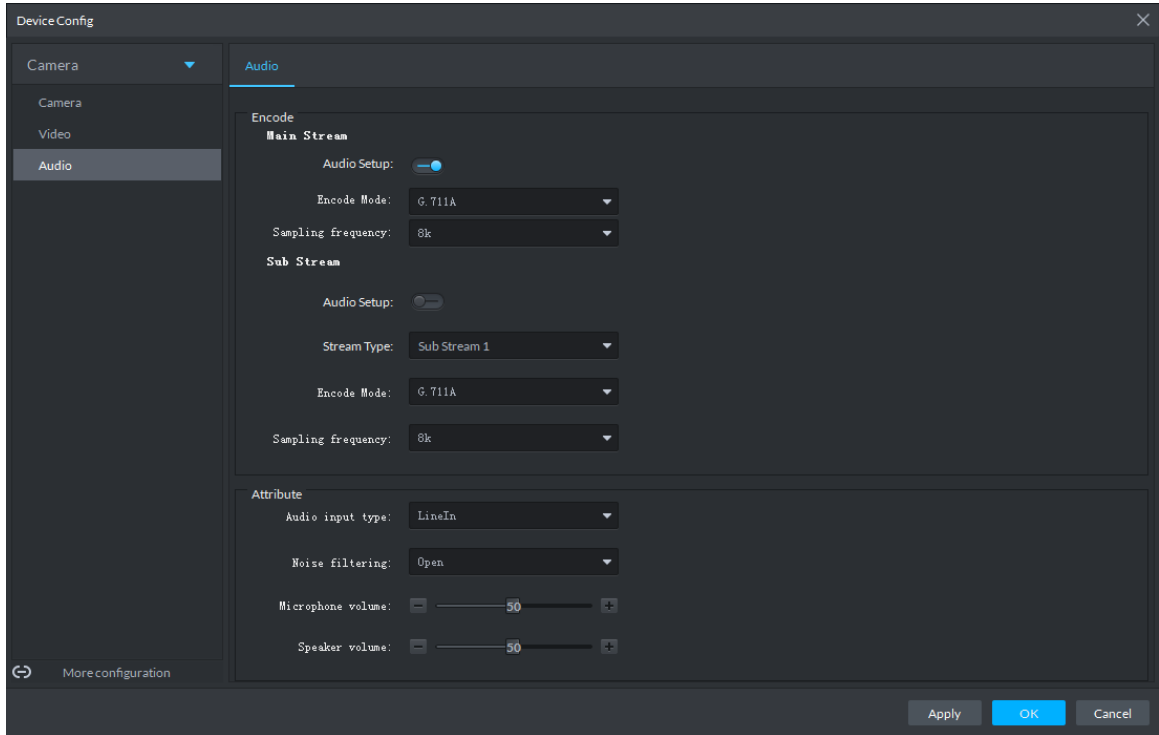 Device Config
Camera
Camera
Video
Audio
More configuration
Audio
Encode
Main Stream
Audio Setup:
Encode Mode: G.711A
Sampling frequency: 8k
Sub Stream
Audio Setup:
Stream Type: Sub Stream 1
Encode Mode: G.711A
Sampling frequency: 8k
Attribute
Audio input type: LineIn
Noise filtering: Open
Microphone volume: 50
Speaker volume: 50
Apply OK Cancel